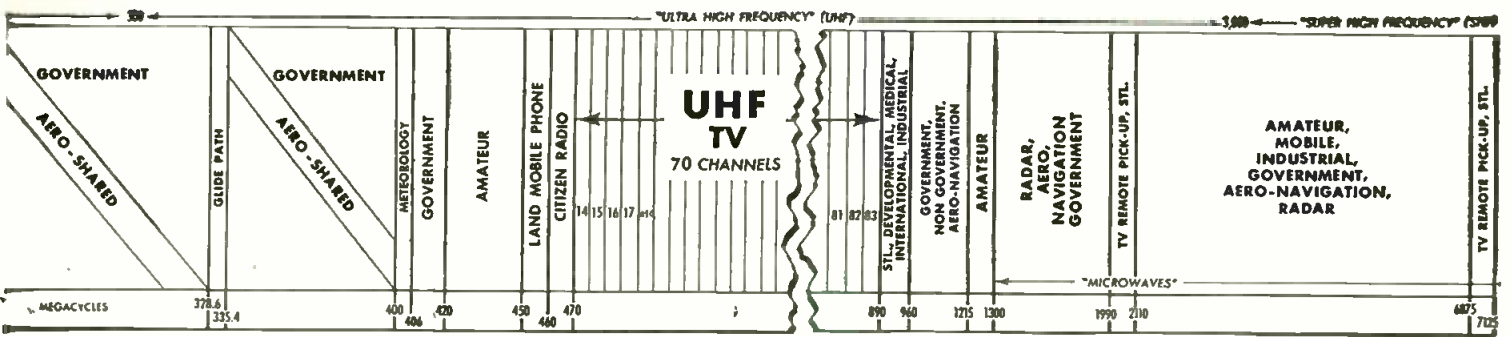 300 "ULTRA HIGH FREQUENCY" (UHF) 3,000 "SUPER HIGH FREQUENCY" (SHF)
GOVERNMENT
AERO-SHARED
GLIDE PATH
GOVERNMENT
AERO-SHARED
METEOROLOGY
GOVERNMENT
AMATEUR
LAND MOBILE PHONE
CITIZEN RADIO
14 15 16 17 etc.
UHF
TV
70 CHANNELS
81 82 83
STL., DEVELOPMENTAL, MEDICAL,
INTERNATIONAL, INDUSTRIAL
GOVERNMENT,
NON GOVERNMENT,
AERO-NAVIGATION
AMATEUR
RADAR,
AERO,
NAVIGATION
GOVERNMENT
TV REMOTE PICK-UP, STL.
AMATEUR,
MOBILE,
INDUSTRIAL,
GOVERNMENT,
AERO-NAVIGATION,
RADAR
TV REMOTE PICK-UP, STL.
"MICROWAVES"
MEGACYCLES
328.6
335.4
400
406
420
450
460
470
890
960
1215
1300
1990
2110
6875
7125